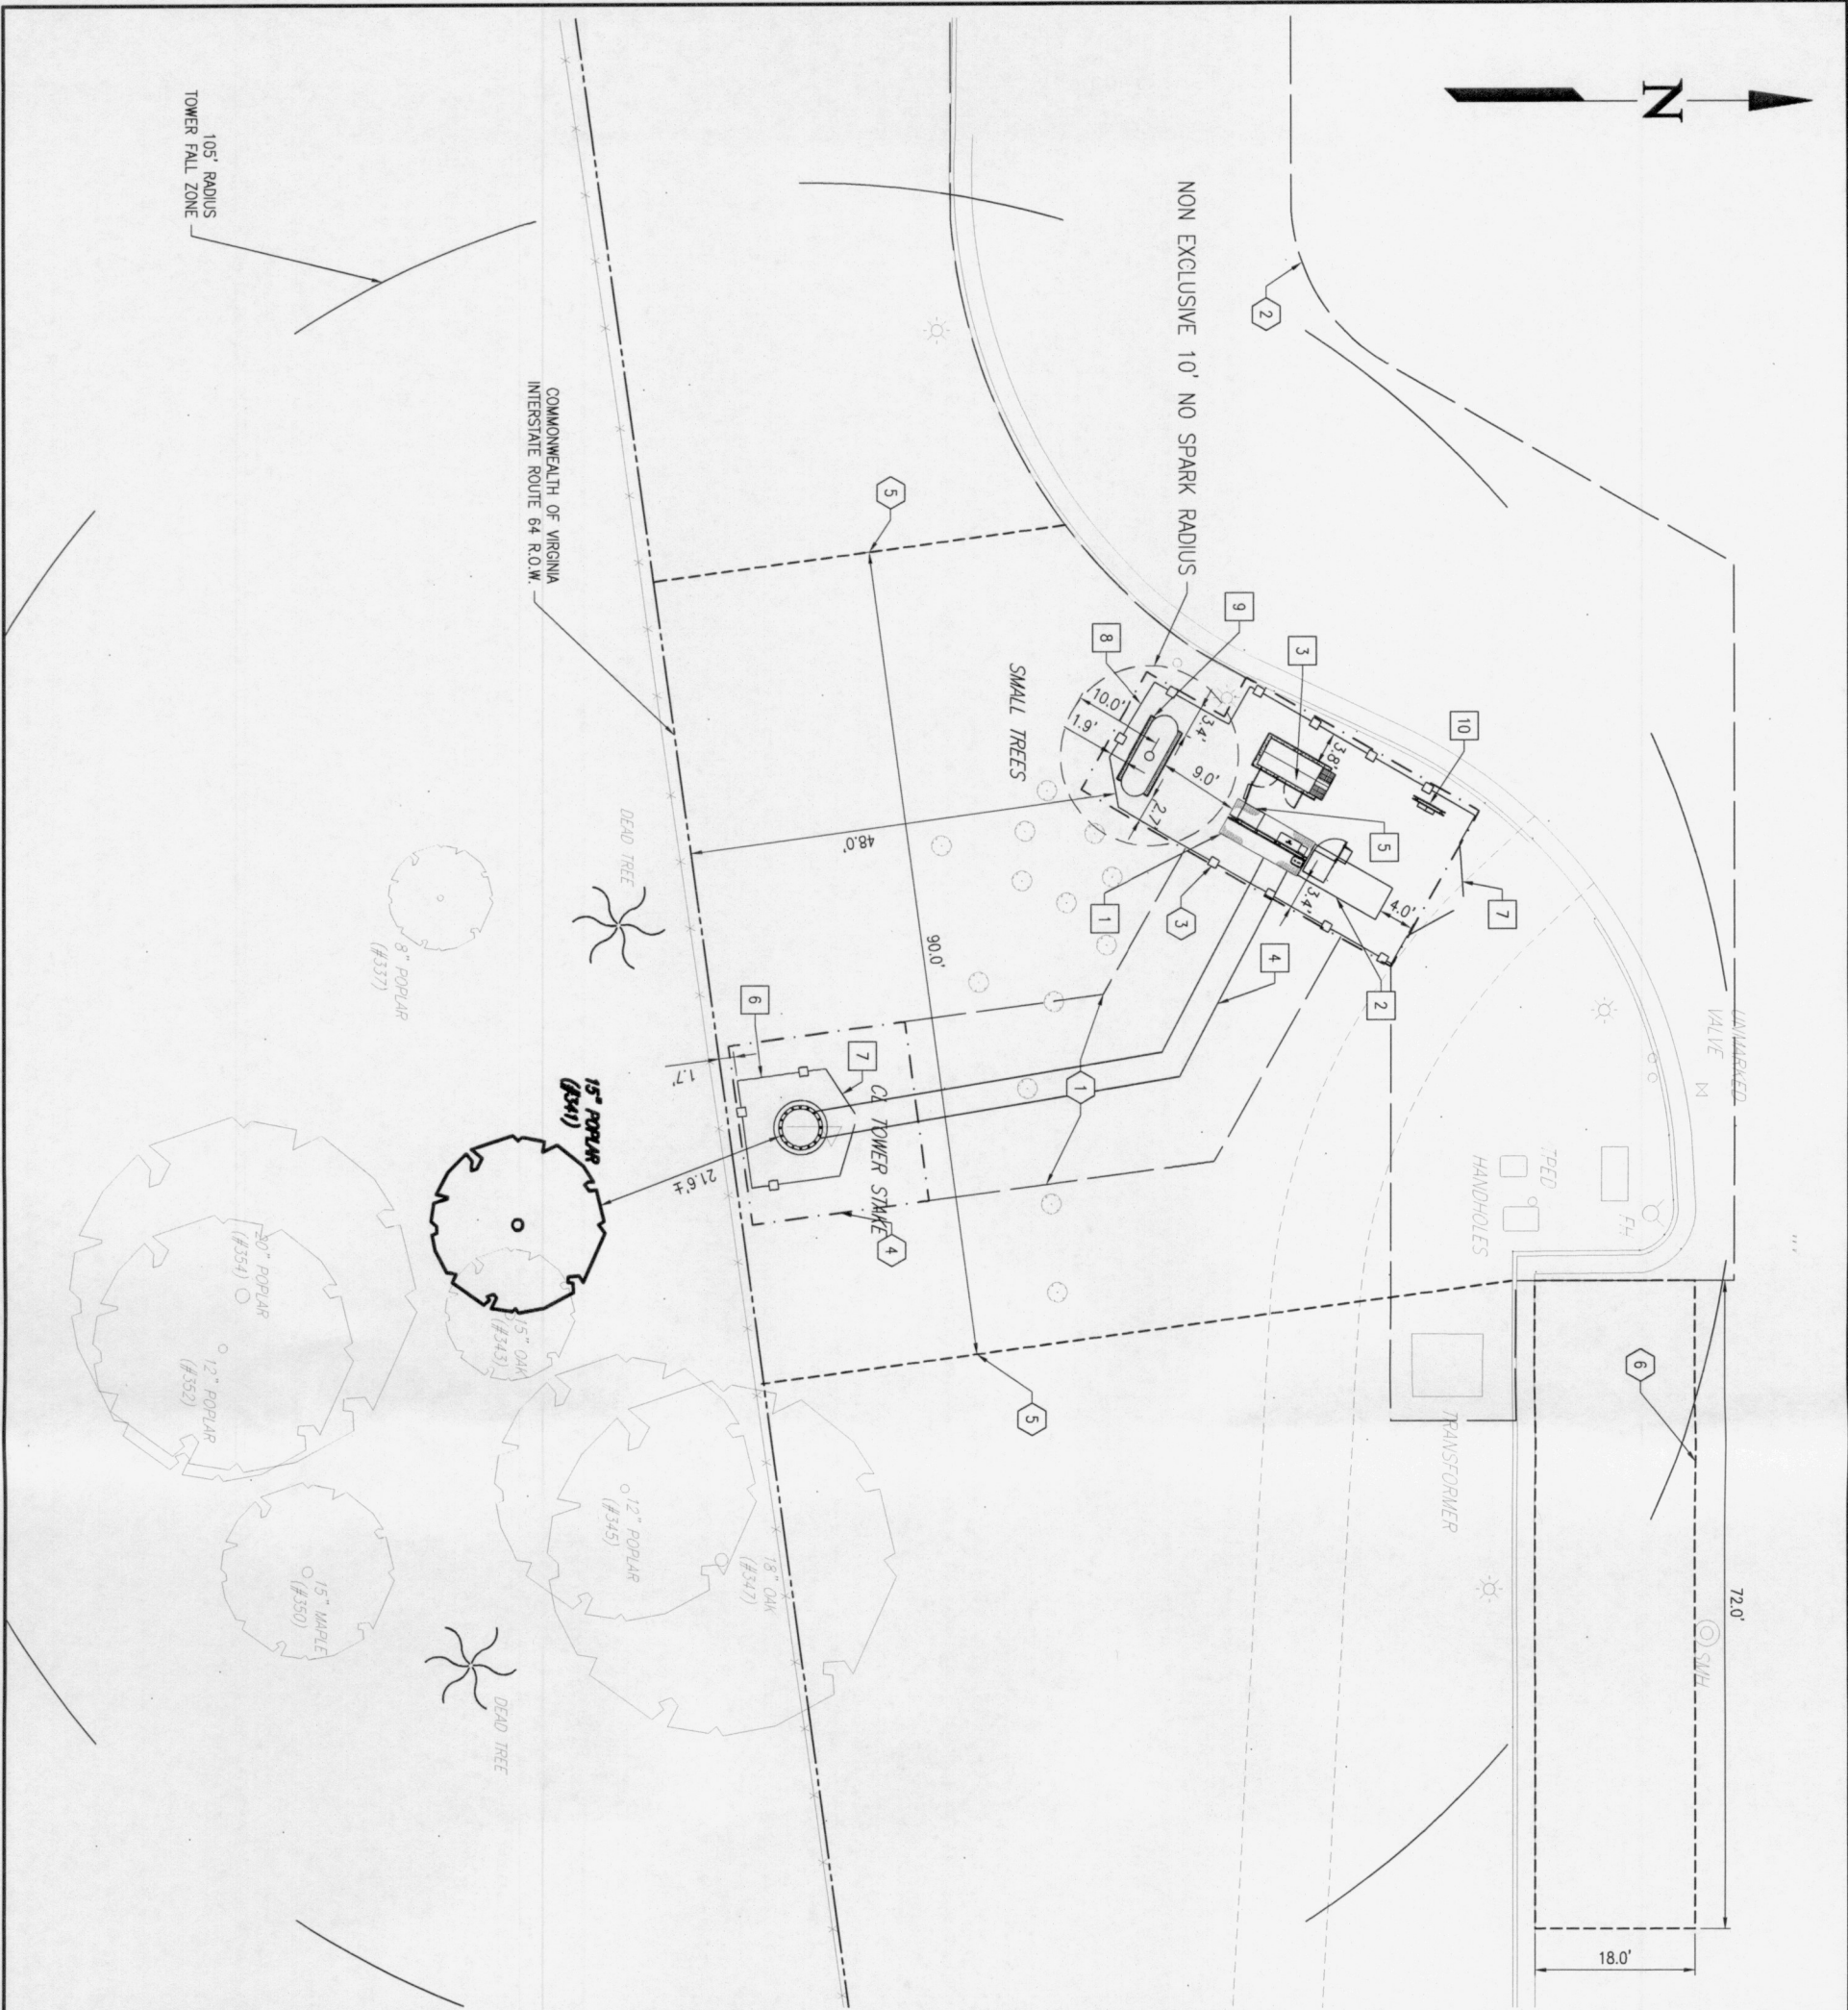 N
105' RADIUS
TOWER FALL ZONE
COMMONWEALTH OF VIRGINIA
INTERSTATE ROUTE 64 R.O.W.
NON EXCLUSIVE 10' NO SPARK RADIUS
2
5
9
8
3
10
10.0'
1.9'
3.4'
3.8'
9.0'
2.7'
SMALL TREES
48.0'
90.0'
5
7
1
3
3.4'
4.0'
4
2
DEAD TREE
8" POPLAR
(#337)
6
7
1.7'
1
CL TOWER STAKE
4
15" POPLAR
(#341)
21.6'±
UNMARKED
VALVE
TPED
HANDHOLES
F.H.
20" POPLAR
(#354)
12" POPLAR
(#352)
15" OAK
(#343)
12" POPLAR
(#345)
18" OAK
(#347)
15" MAPLE
(#350)
DEAD TREE
5
TRANSFORMER
6
72.0'
SMH
18.0'